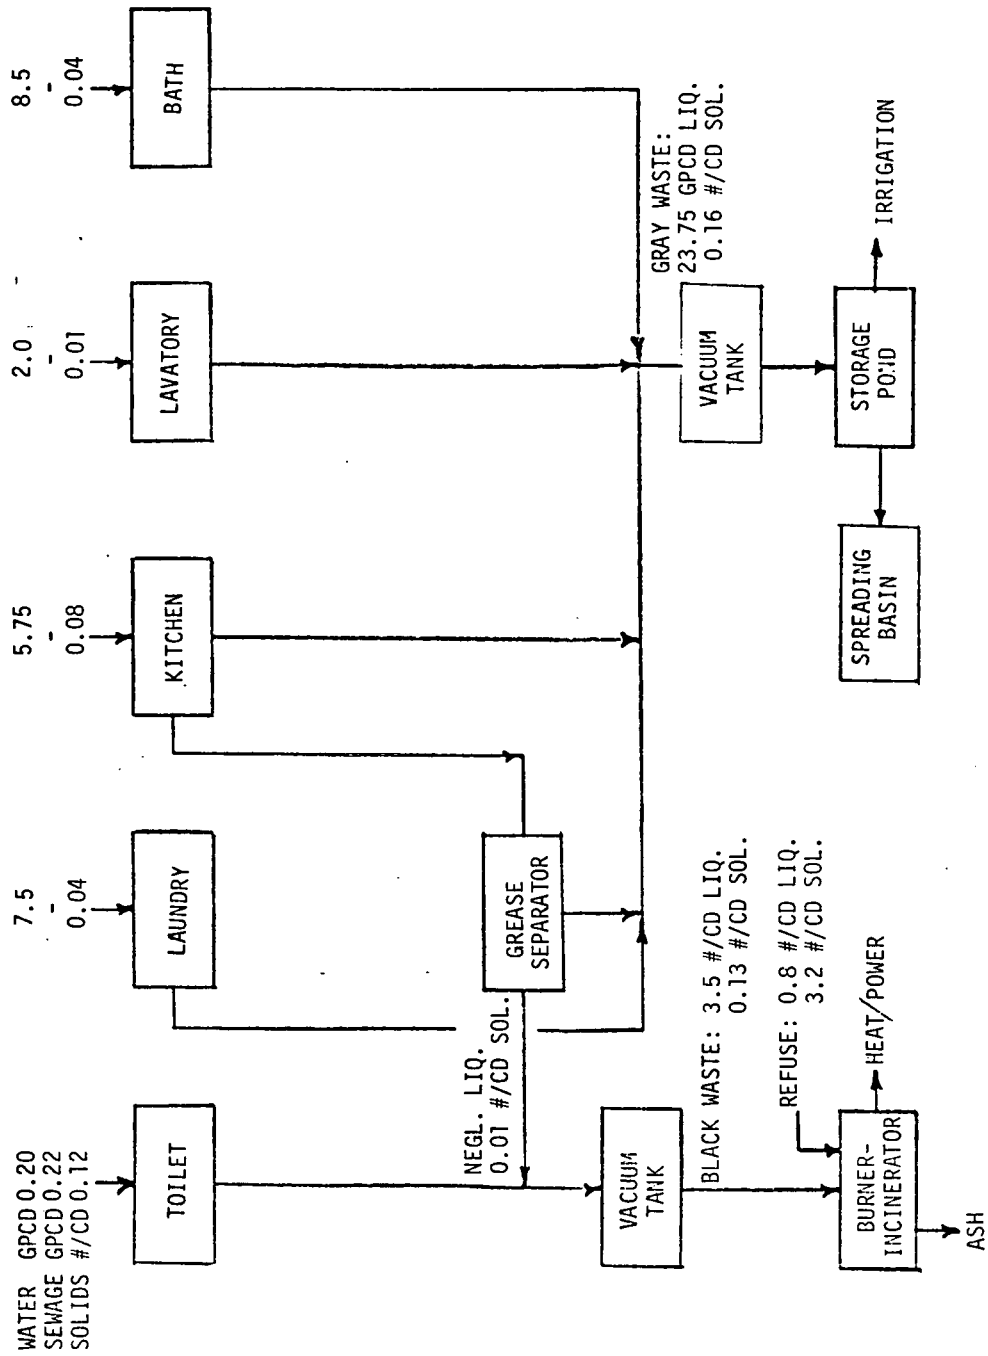 WATER GPCD 0.20
SEWAGE GPCD 0.22
SOLIDS #/CD 0.12
7.5
-
0.04
5.75
-
0.08
2.0
-
0.01
8.5
-
0.04
TOILET
LAUNDRY
KITCHEN
LAVATORY
BATH
NEGL. LIQ.
0.01 #/CD SOL.
GREASE
SEPARATOR
VACUUM
TANK
GRAY WASTE:
23.75 GPCD LIQ.
0.16 #/CD SOL.
VACUUM
TANK
BLACK WASTE: 3.5 #/CD LIQ.
0.13 #/CD SOL.
REFUSE: 0.8 #/CD LIQ.
3.2 #/CD SOL.
BURNER-
INCINERATOR
HEAT/POWER
ASH
SPREADING
BASIN
STORAGE
POND
IRRIGATION